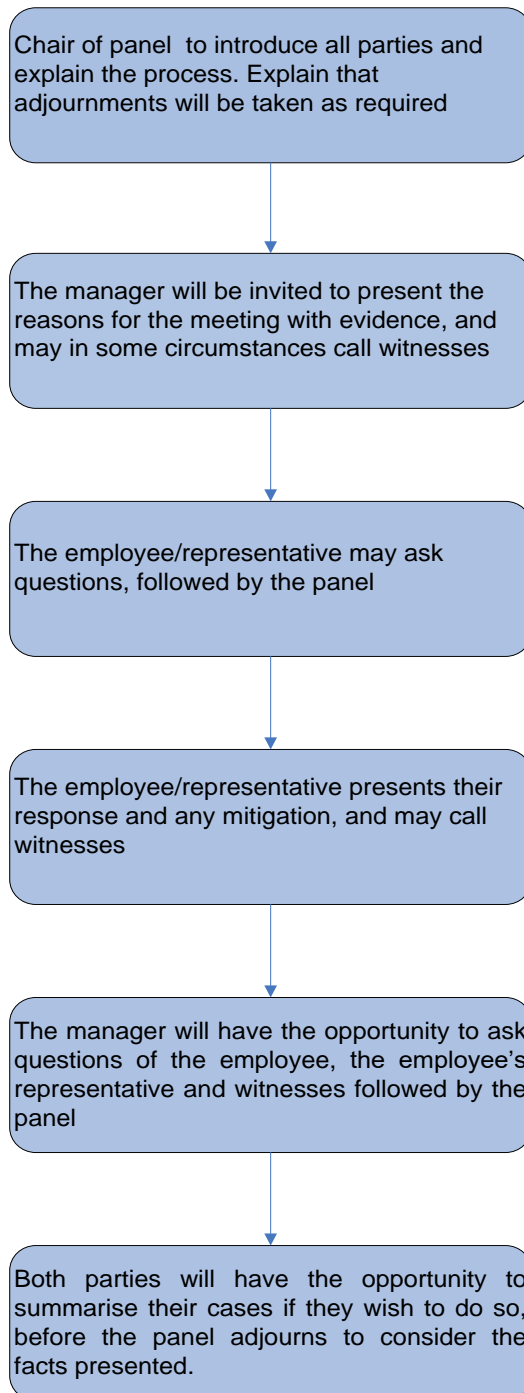 Chair of panel  to introduce all parties and
explain the process. Explain that
adjournments will be taken as required
The manager will be invited to present the
reasons for the meeting with evidence, and
may in some circumstances call witnesses
The employee/representative may ask
questions, followed by the panel
The employee/representative presents their
response and any mitigation, and may call
witnesses
The manager will have the opportunity to ask
questions of the employee, the employee’s
representative and witnesses followed by the
panel
Both parties will have the opportunity to
summarise their cases if they wish to do so,
before the panel adjourns to consider the
facts presented.